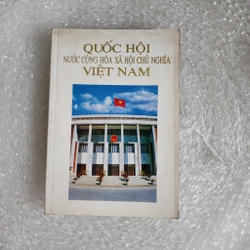 QUỐC HỘI
NƯỚC CỘNG HÒA XÃ HỘI CHỦ NGHĨA
VIỆT NAM